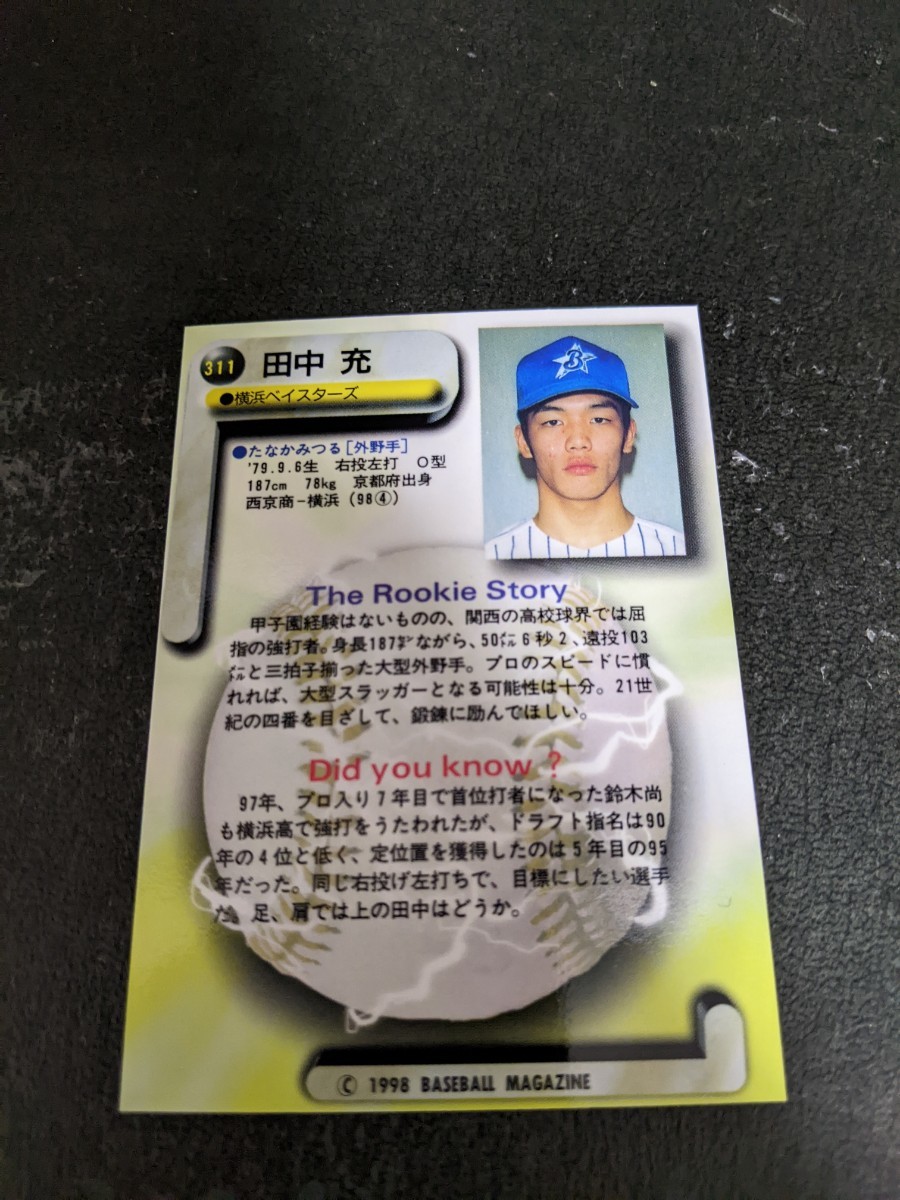 311 田中 充
●横浜ベイスターズ
●たなかみつる［外野手］
'79.9.6生 右投左打 O型
187cm 78kg 京都府出身
西京商−横浜（98④）
B
The Rookie Story
甲子園経験はないものの、関西の高校球界では屈
指の強打者。身長187㌢ながら、50㍍6秒2、遠投103
㍍と三拍子揃った大型外野手。プロのスピードに慣
れれば、大型スラッガーとなる可能性は十分。21世
紀の四番を目ざして、鍛錬に励んでほしい。
Did you know ?
97年、プロ入り7年目で首位打者になった鈴木尚
も横浜高で強打をうたわれたが、ドラフト指名は90
年の4位と低く、定位置を獲得したのは5年目の95
年だった。同じ右投げ左打ちで、目標にしたい選手
だ。足、肩では上の田中はどうか。
© 1998 BASEBALL MAGAZINE